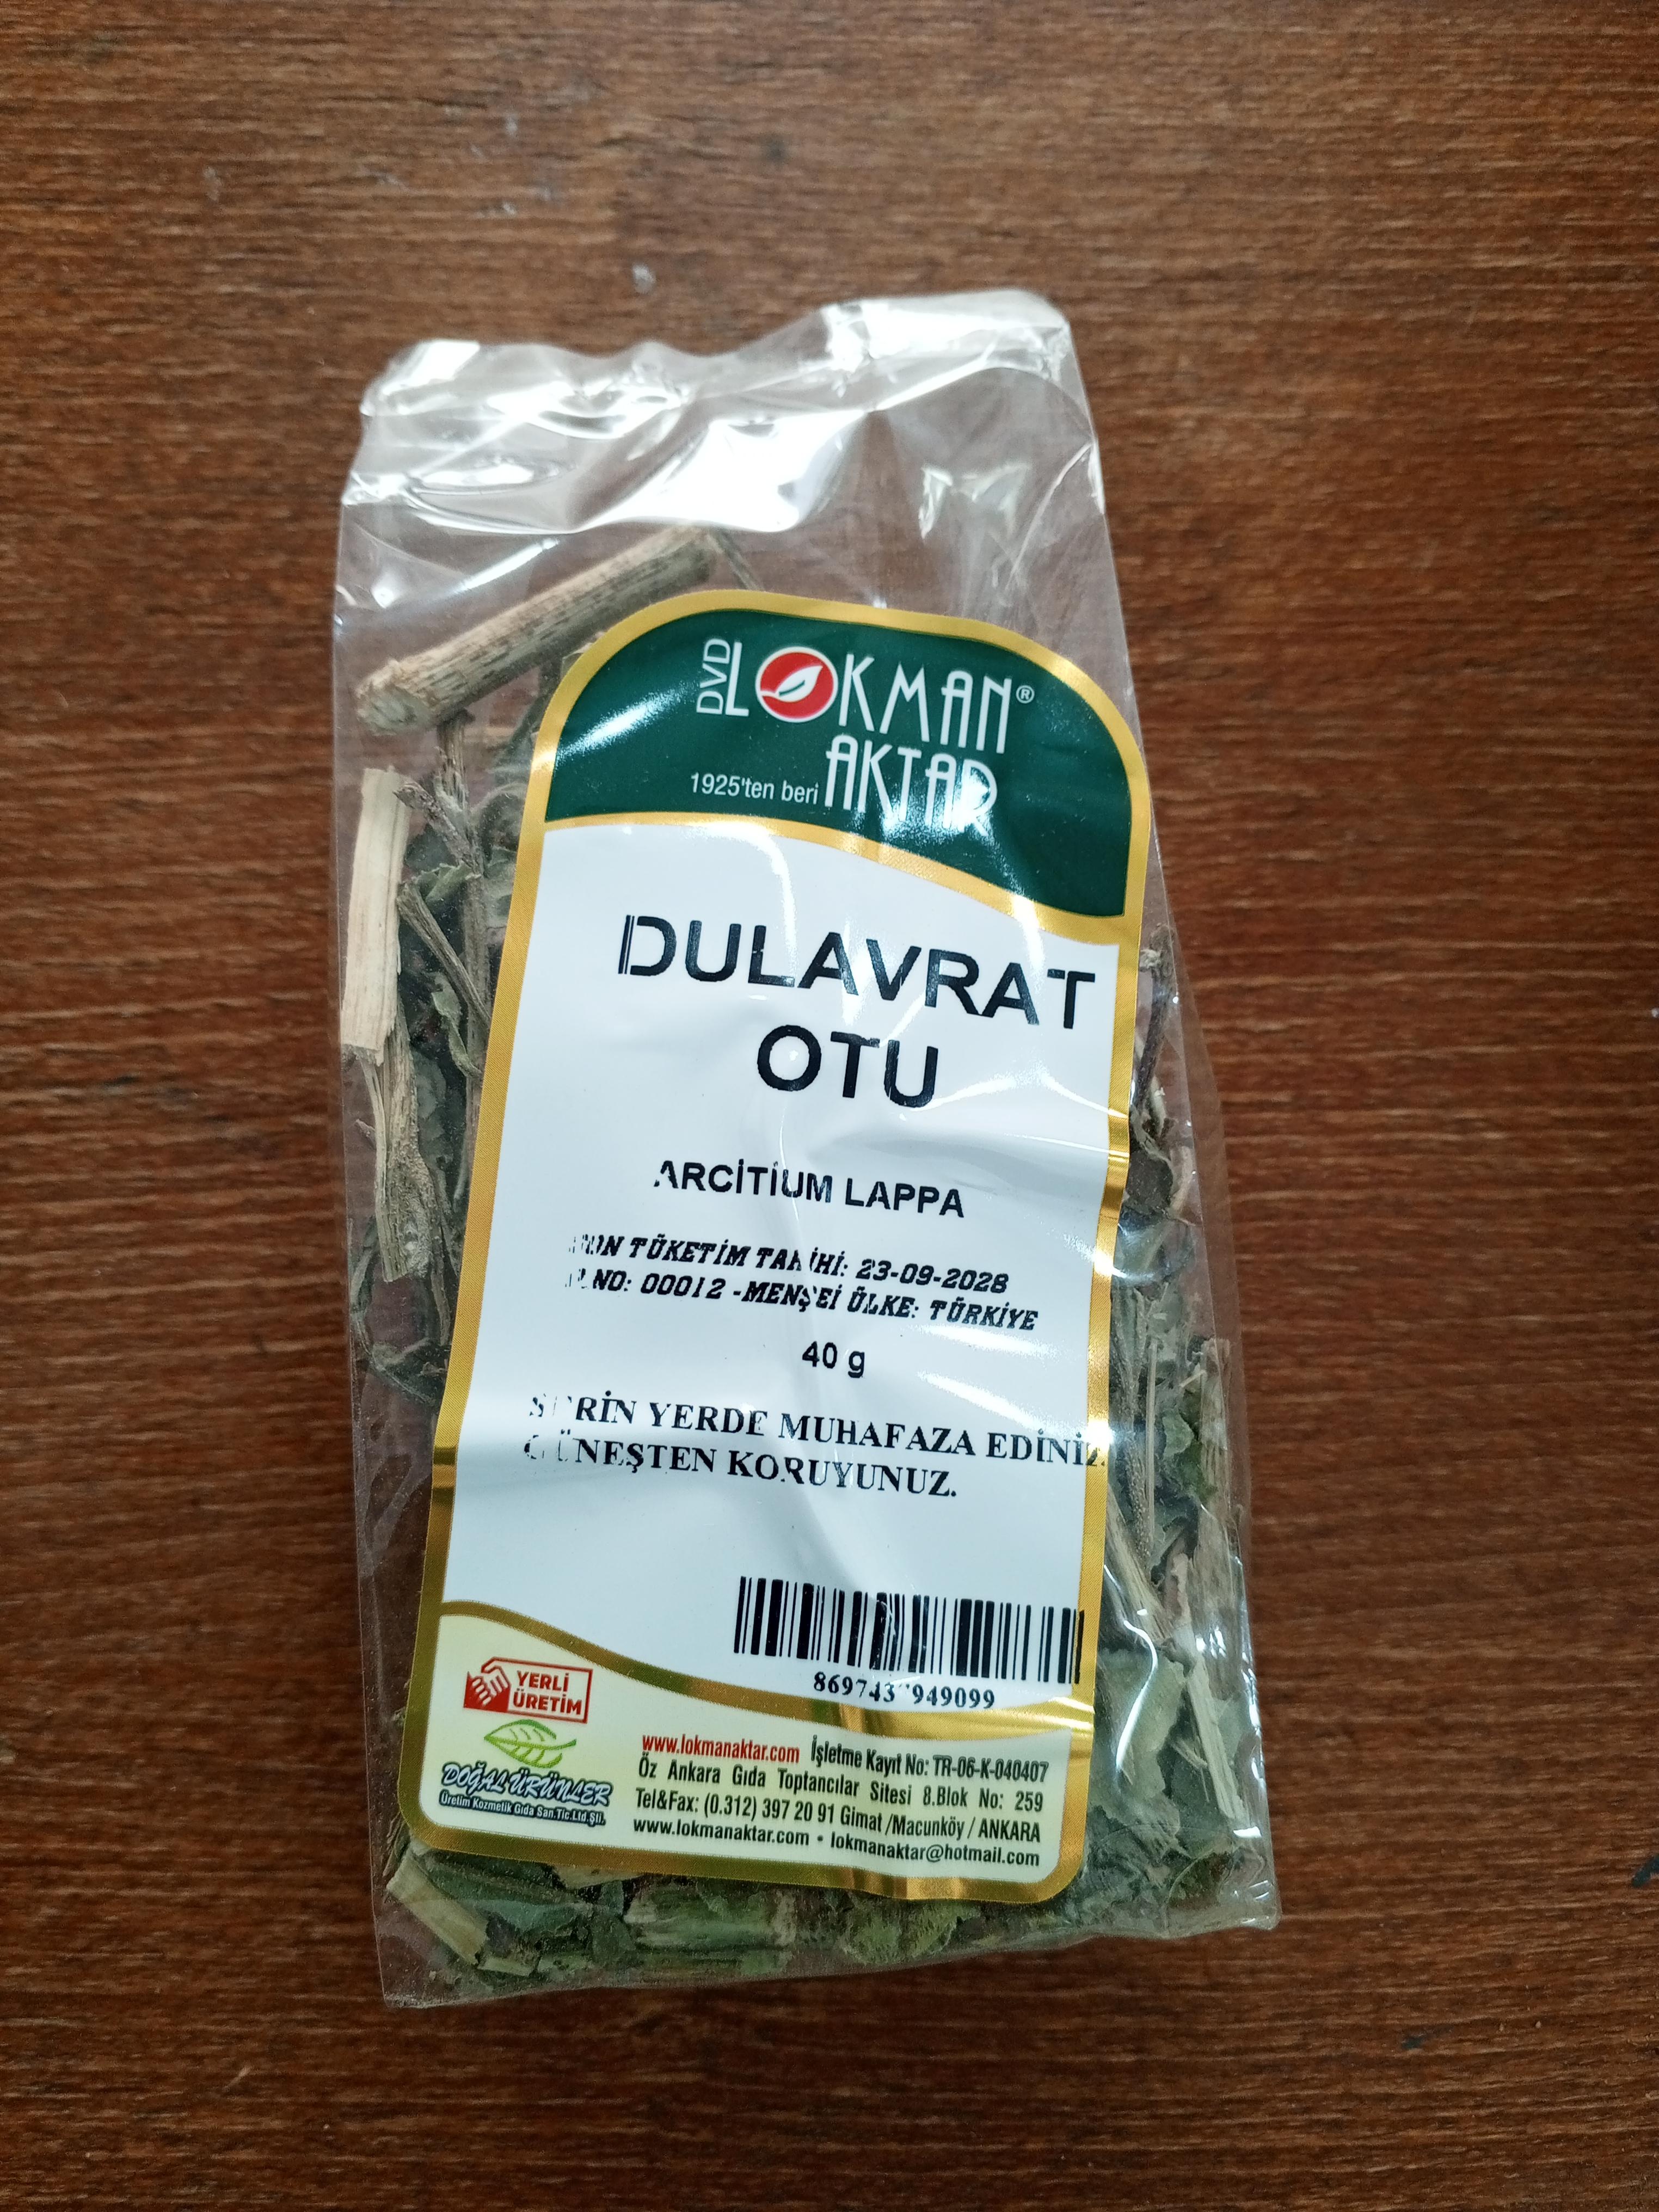 DVD LOKMAN®
1925'ten beri AKTAR
DULAVRAT
OTU
ARCİTİUM LAPPA
TÜKETİM TARİHİ: 23-09-2028
NO: 00012 -MENŞEİ ÜLKE: TÜRKİYE
40 g
SERİN YERDE MUHAFAZA EDİNİZ
GÜNEŞTEN KORUYUNUZ.
YERLİ
ÜRETİM
DOĞAL ÜRÜNLER
Üretim Kozmetik Gıda San.Tic.Ltd.Şti.
www.lokmanaktar.com İşletme Kayıt No: TR-06-K-040407
Öz Ankara Gıda Toptancılar Sitesi 8.Blok No: 259
Tel&Fax: (0.312) 397 20 91 Gimat /Macunköy / ANKARA
www.lokmanaktar.com • lokmanaktar@hotmail.com